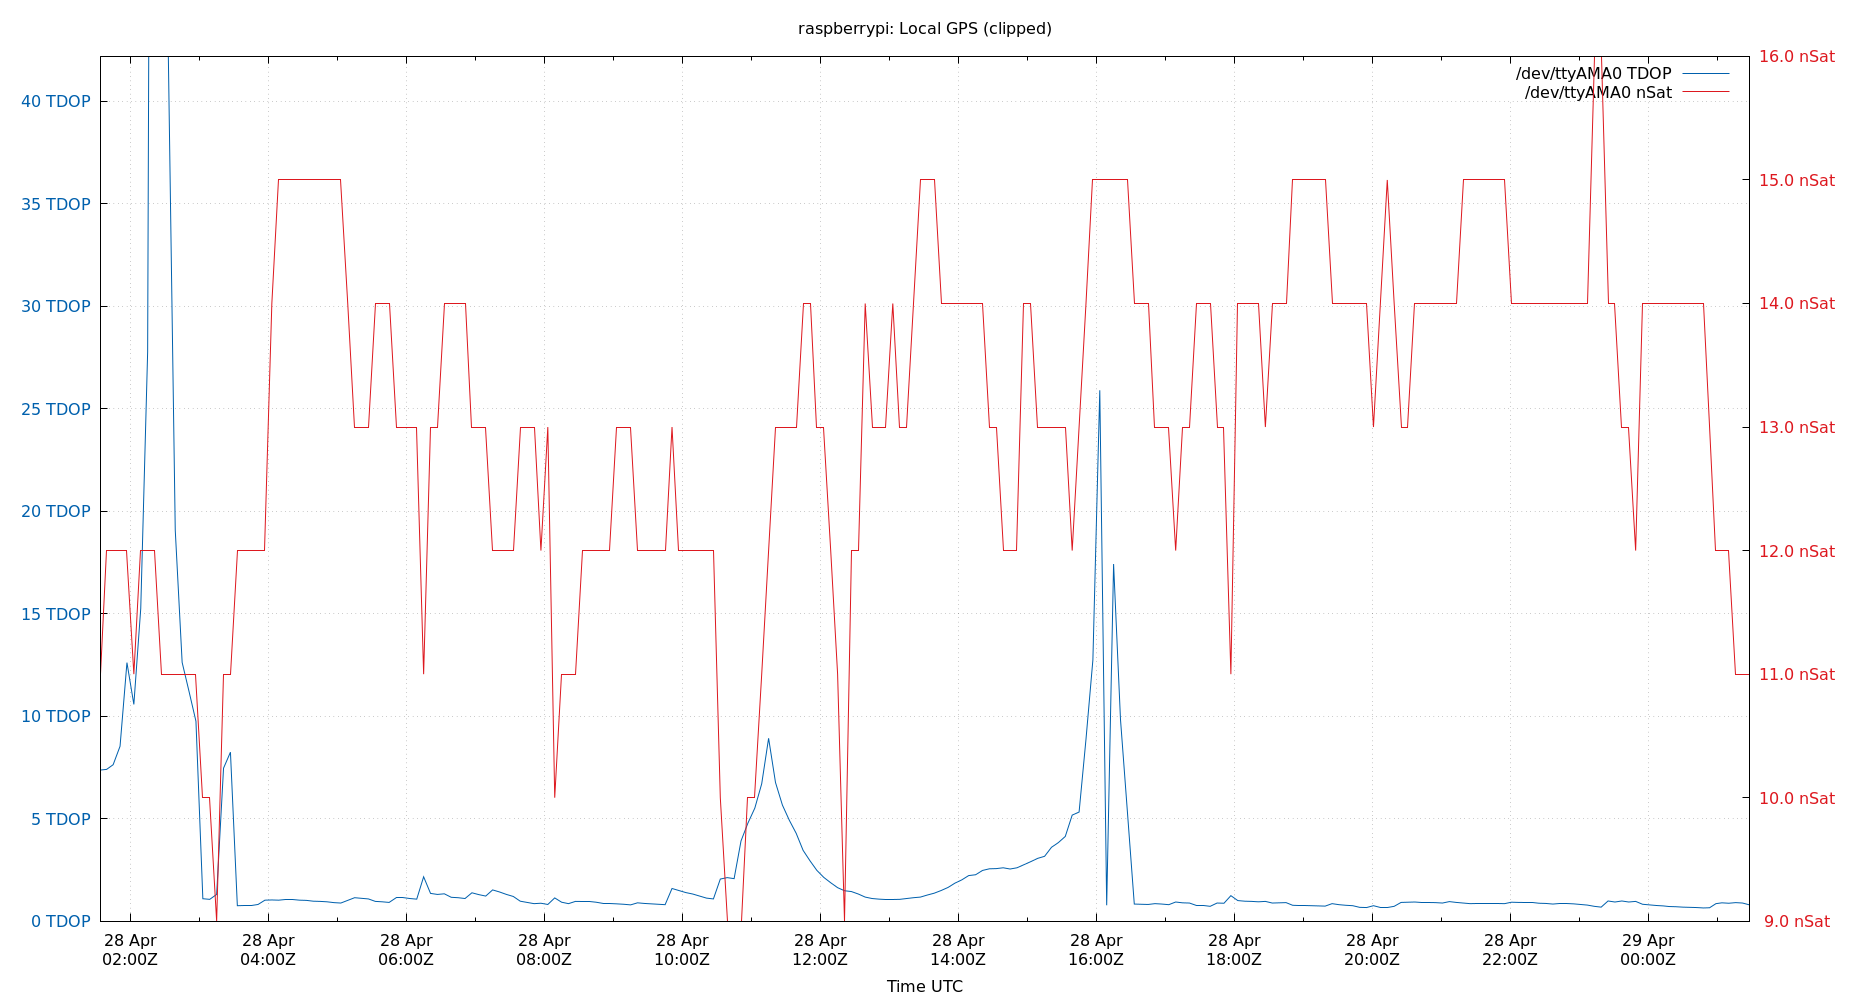 raspberrypi: Local GPS (clipped)
/dev/ttyAMA0 TDOP
/dev/ttyAMA0 nSat
40 TDOP
35 TDOP
30 TDOP
25 TDOP
20 TDOP
15 TDOP
10 TDOP
5 TDOP
0 TDOP
16.0 nSat
15.0 nSat
14.0 nSat
13.0 nSat
12.0 nSat
11.0 nSat
10.0 nSat
9.0 nSat
28 Apr
02:00Z
28 Apr
04:00Z
28 Apr
06:00Z
28 Apr
08:00Z
28 Apr
10:00Z
28 Apr
12:00Z
28 Apr
14:00Z
28 Apr
16:00Z
28 Apr
18:00Z
28 Apr
20:00Z
28 Apr
22:00Z
29 Apr
00:00Z
Time UTC